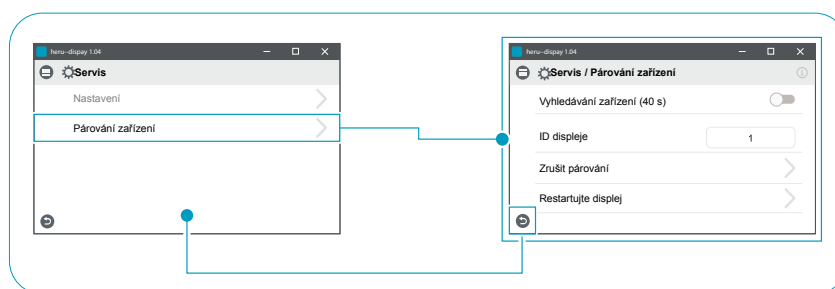 heru-dispay 1.04
Servis
Nastavení
Párování zařízení
heru-dispay 1.04
Servis / Párování zařízení
Vyhledávání zařízení (40 s)
ID displeje 1
Zrušit párování
Restartujte displej